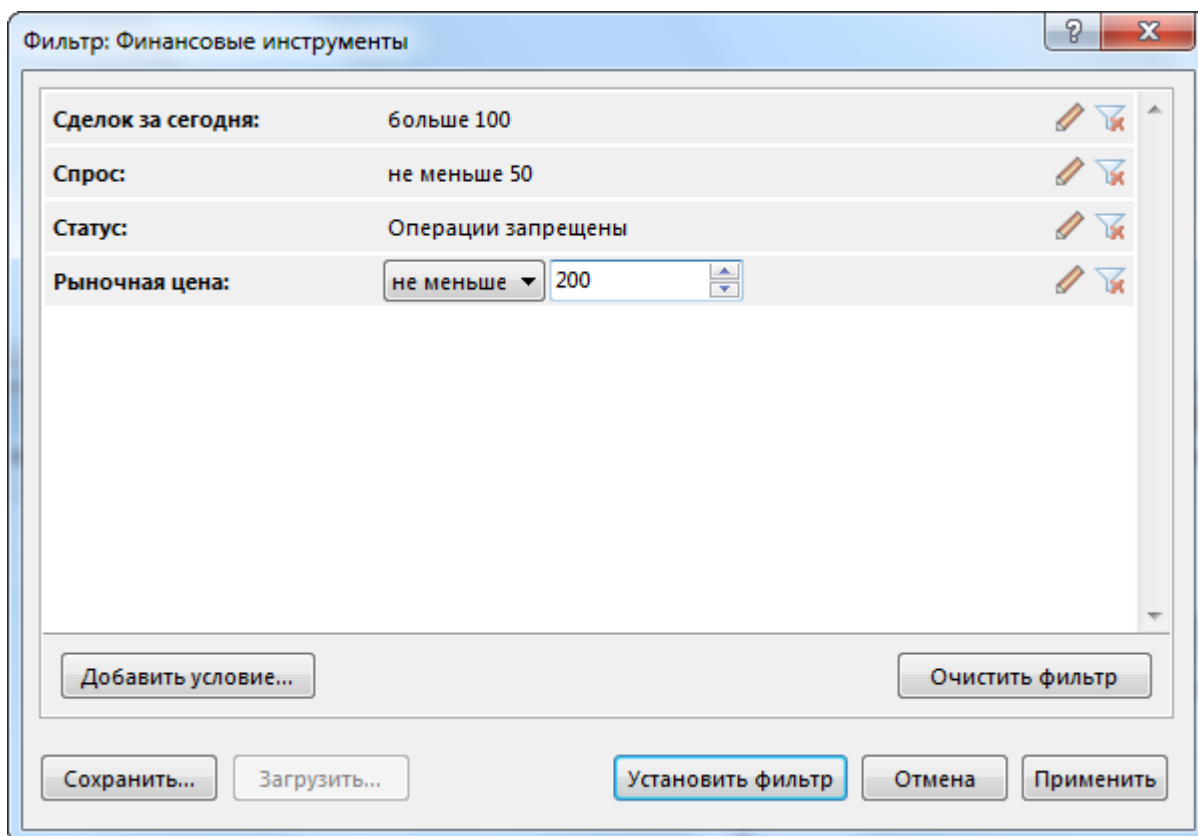 Фильтр: Финансовые инструменты
Сделок за сегодня: больше 100
Спрос: не меньше 50
Статус: Операции запрещены
Рыночная цена: не меньше 200
Добавить условие... Очистить фильтр
Сохранить... Загрузить... Установить фильтр Отмена Применить